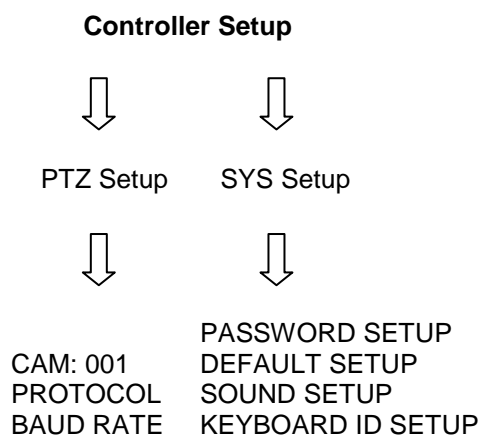 Controller Setup
PTZ Setup
SYS Setup
CAM: 001
PROTOCOL
BAUD RATE
PASSWORD SETUP
DEFAULT SETUP
SOUND SETUP
KEYBOARD ID SETUP